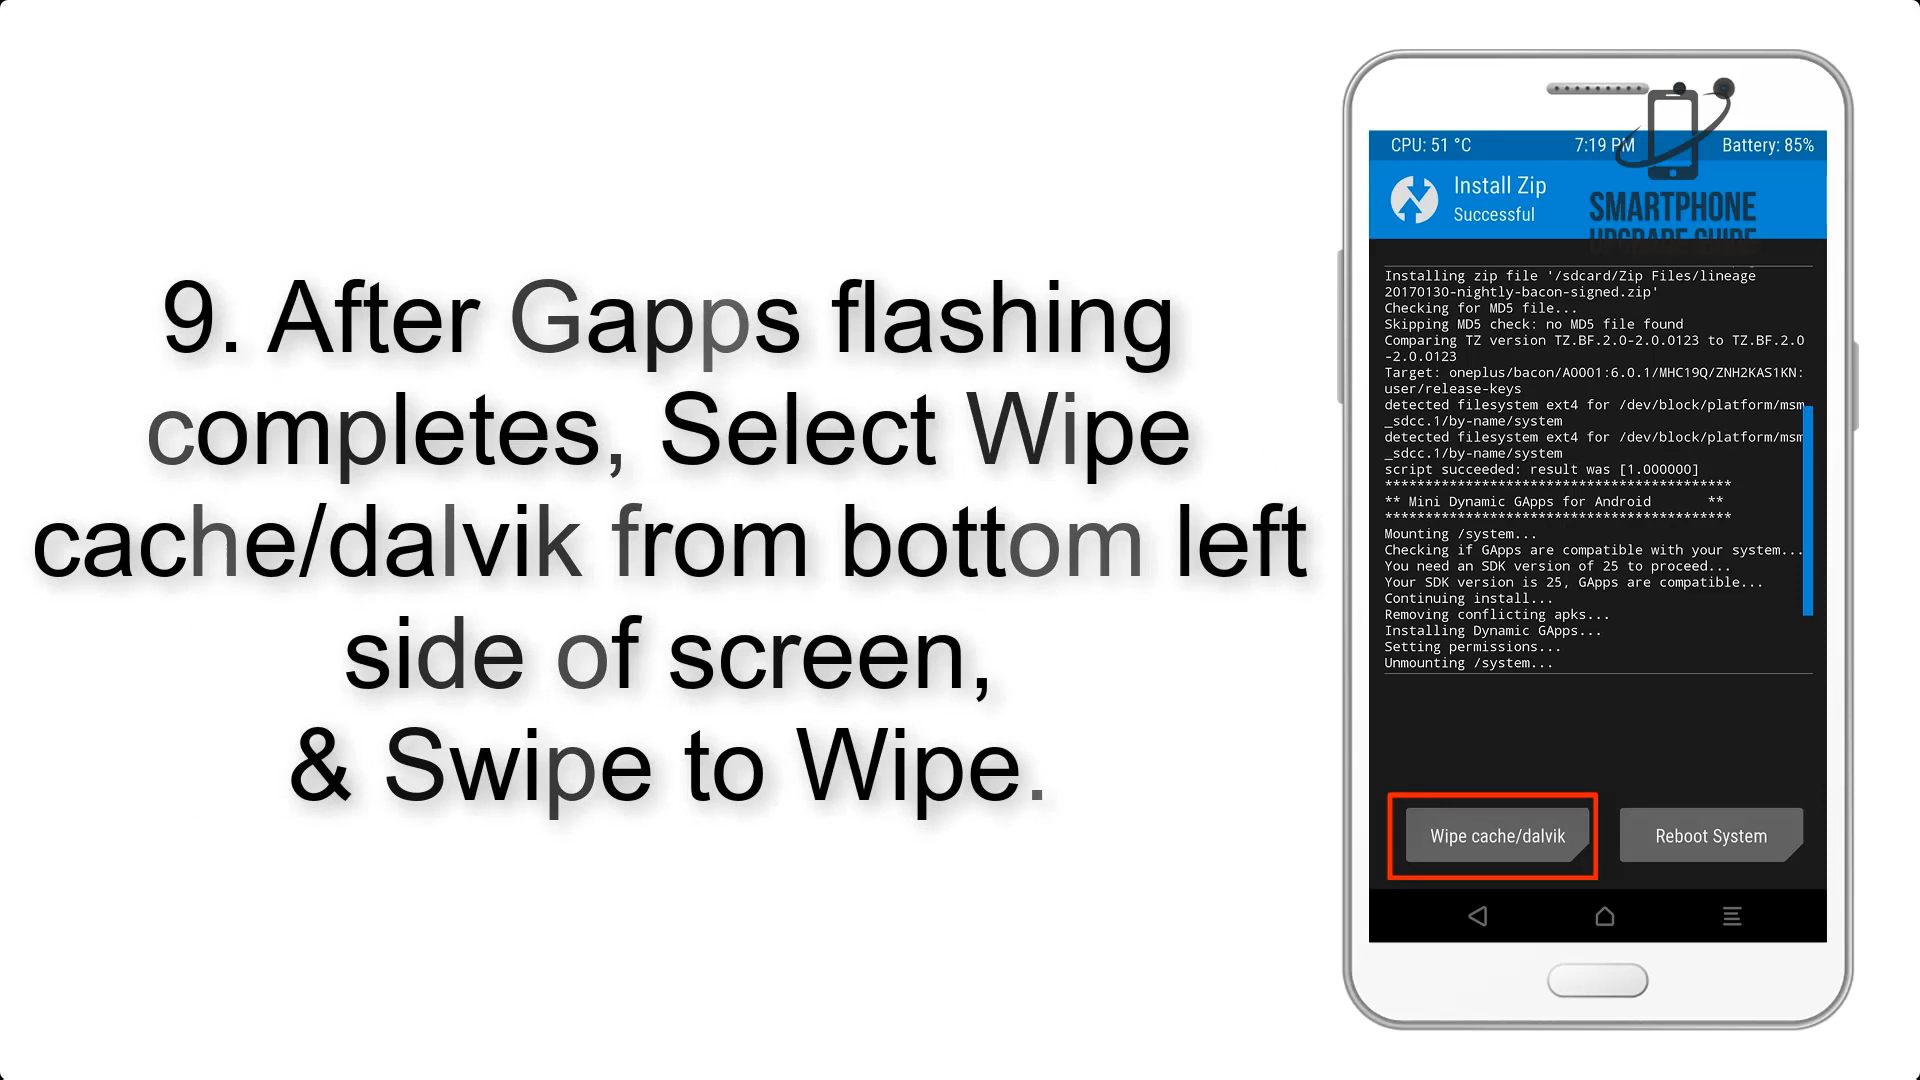 9. After Gapps flashing
completes, Select Wipe
cache/dalvik from bottom left
side of screen,
& Swipe to Wipe.
CPU: 51 °C 7:19 PM Battery: 85%
Install Zip
Successful
SMARTPHONE
UPGRADE GUIDE
Installing zip file '/sdcard/Zip Files/lineage
20170130-nightly-bacon-signed.zip'
Checking for MD5 file...
Skipping MD5 check: no MD5 file found
Comparing TZ version TZ.BF.2.0-2.0.0123 to TZ.BF.2.0
-2.0.0123
Target: oneplus/bacon/A0001:6.0.1/MHC19Q/ZNH2KAS1KN:
user/release-keys
detected filesystem ext4 for /dev/block/platform/msm
_sdcc.1/by-name/system
detected filesystem ext4 for /dev/block/platform/msm
_sdcc.1/by-name/system
script succeeded: result was [1.000000]
*******************************************
** Mini Dynamic GApps for Android **
*******************************************
Mounting /system...
Checking if GApps are compatible with your system...
You need an SDK version of 25 to proceed...
Your SDK version is 25, GApps are compatible...
Continuing install...
Removing conflicting apks...
Installing Dynamic GApps...
Setting permissions...
Unmounting /system...
Wipe cache/dalvik Reboot System